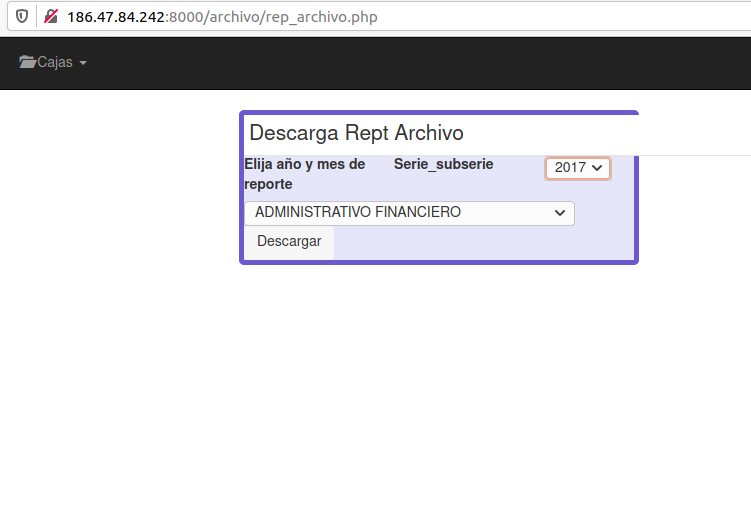 186.47.84.242:8000/archivo/rep_archivo.php
Cajas
Descarga Rept Archivo
Elija año y mes de reporte
Serie_subserie
2017
ADMINISTRATIVO FINANCIERO
Descargar